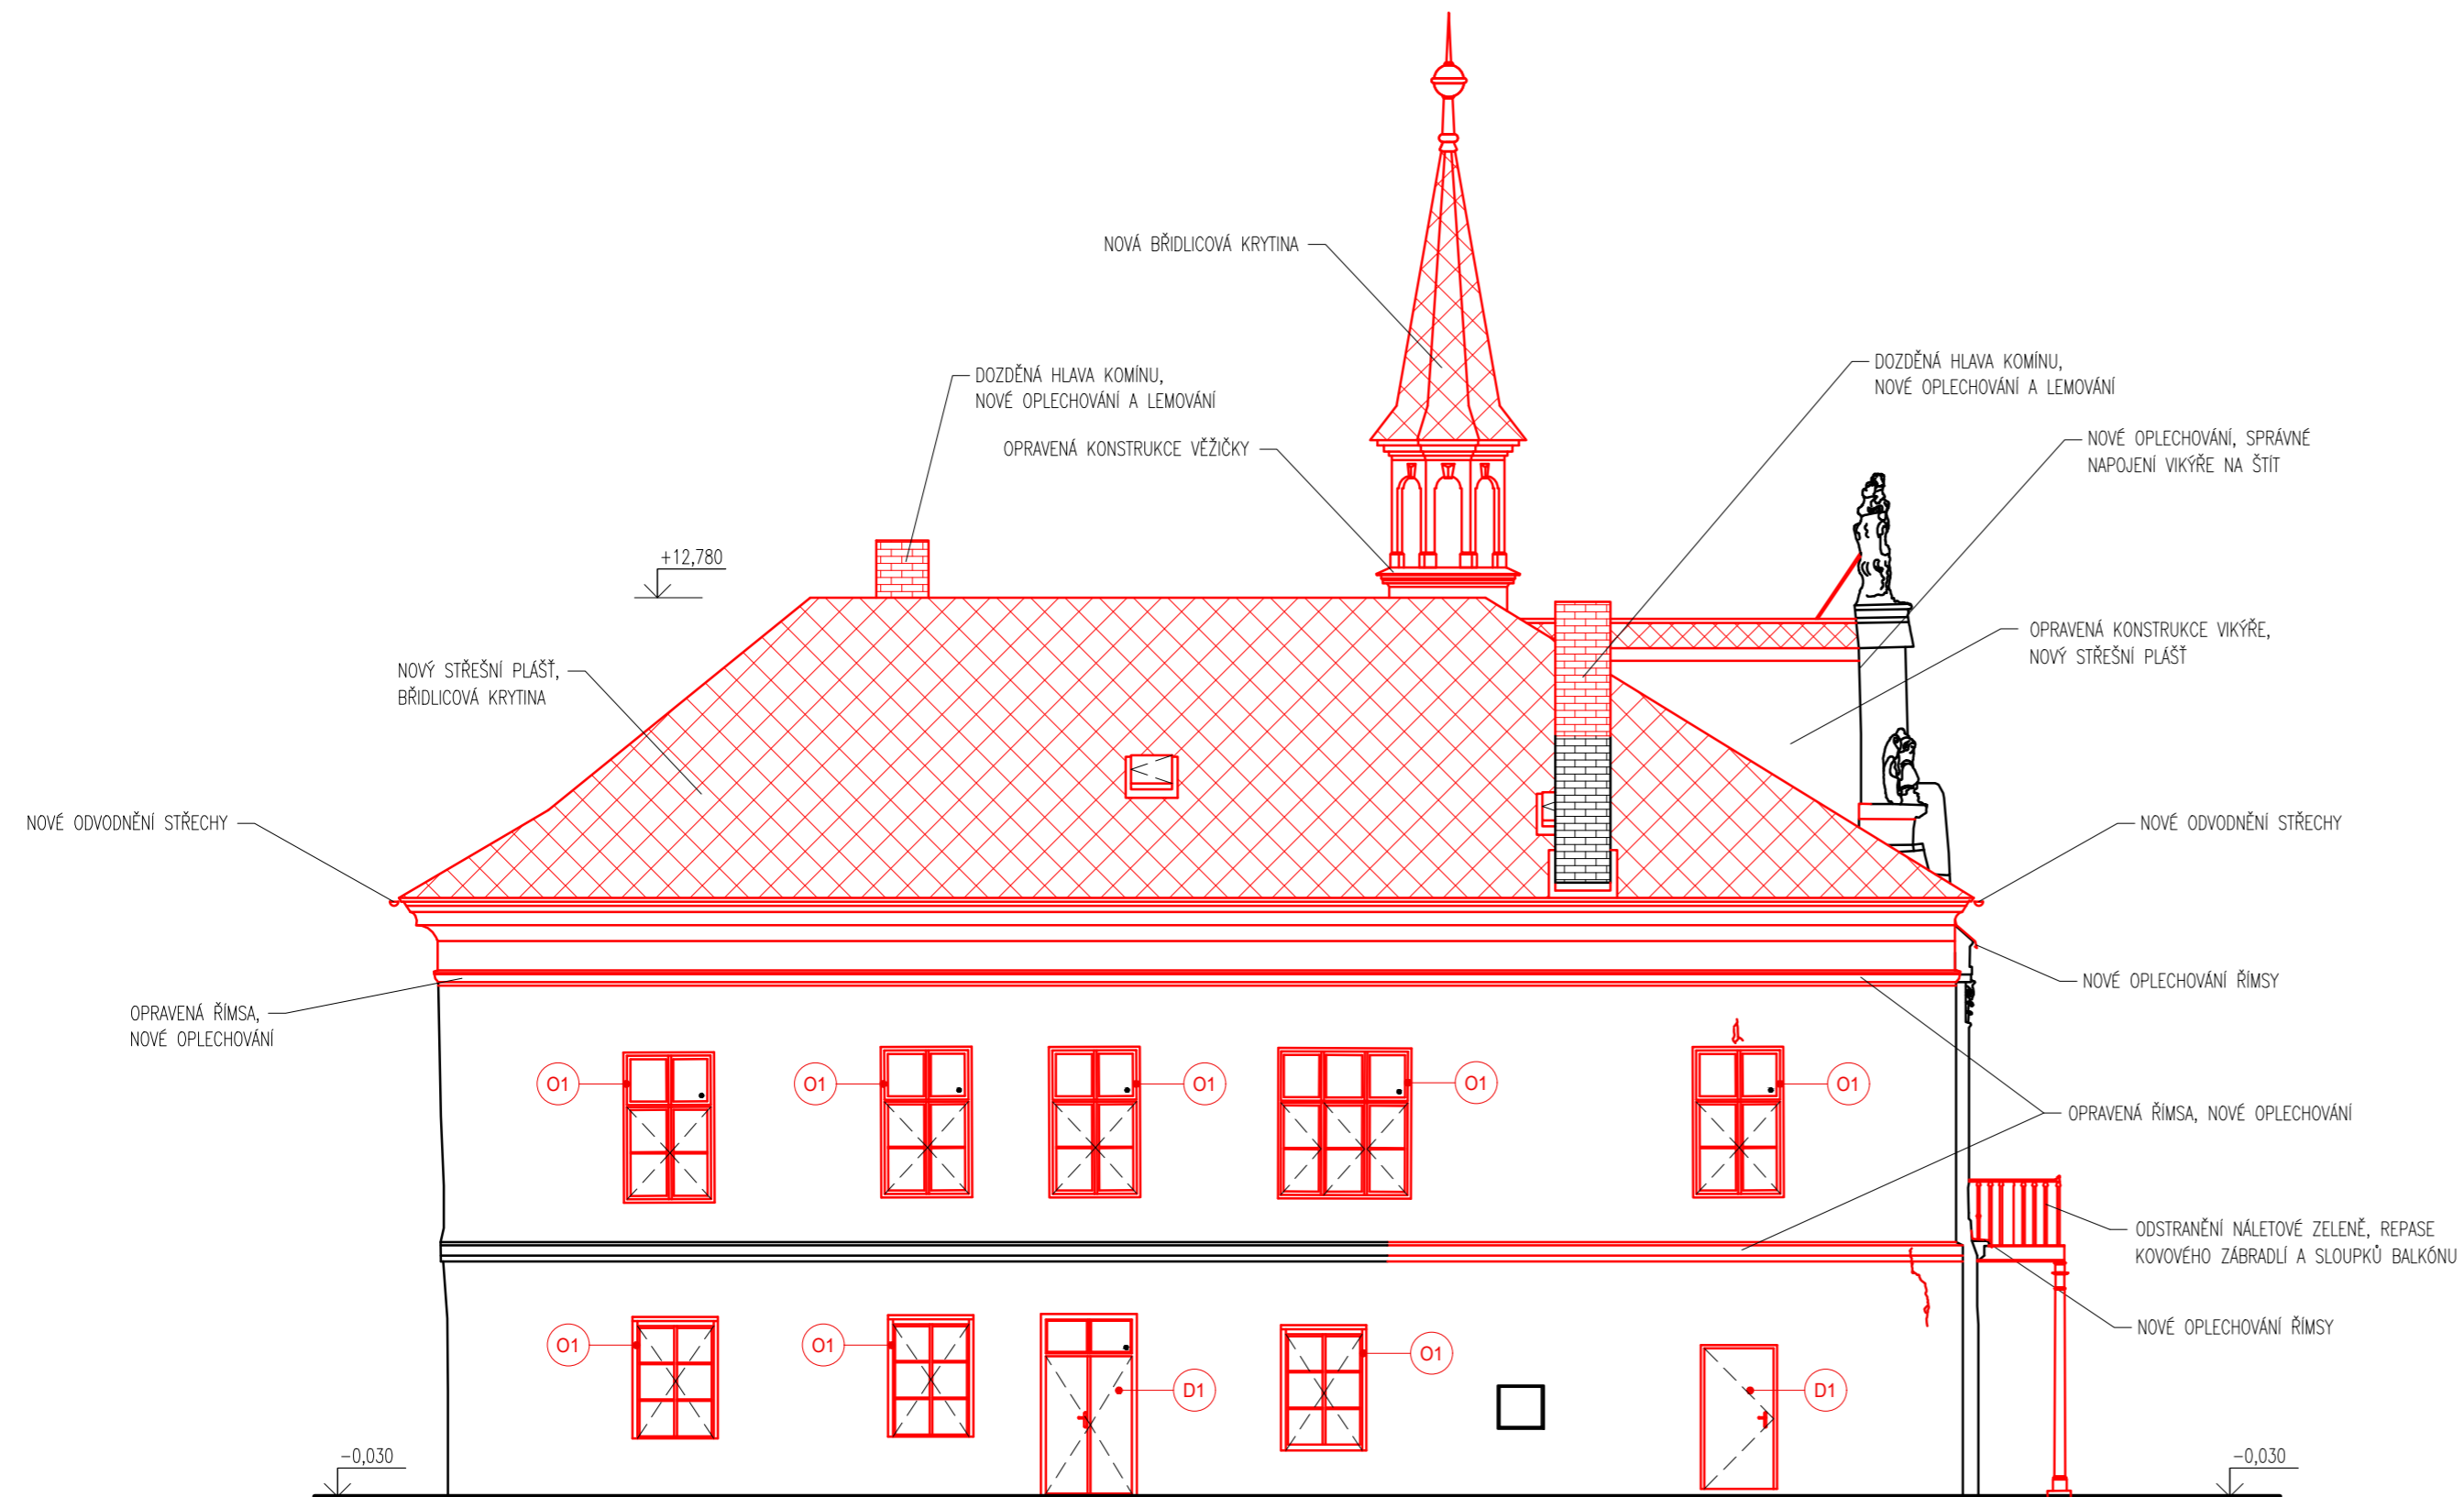 NOVÁ BŘIDLICOVÁ KRYTINA
DOZDĚNÁ HLAVA KOMÍNU,
NOVÉ OPLECHOVÁNÍ A LEMOVÁNÍ
DOZDĚNÁ HLAVA KOMÍNU,
NOVÉ OPLECHOVÁNÍ A LEMOVÁNÍ
OPRAVENÁ KONSTRUKCE VĚŽIČKY
NOVÉ OPLECHOVÁNÍ, SPRÁVNÉ
NAPOJENÍ VIKÝŘE NA ŠTÍT
+12,780
OPRAVENÁ KONSTRUKCE VIKÝŘE,
NOVÝ STŘEŠNÍ PLÁŠŤ
NOVÝ STŘEŠNÍ PLÁŠŤ,
BŘIDLICOVÁ KRYTINA
NOVÉ ODVODNĚNÍ STŘECHY
NOVÉ ODVODNĚNÍ STŘECHY
NOVÉ OPLECHOVÁNÍ ŘÍMSY
OPRAVENÁ ŘÍMSA,
NOVÉ OPLECHOVÁNÍ
O1
O1
O1
O1
O1
OPRAVENÁ ŘÍMSA, NOVÉ OPLECHOVÁNÍ
ODSTRANĚNÍ NÁLETOVÉ ZELENĚ, REPASE
KOVOVÉHO ZÁBRADLÍ A SLOUPKŮ BALKÓNU
NOVÉ OPLECHOVÁNÍ ŘÍMSY
O1
O1
O1
D1
D1
-0,030
-0,030